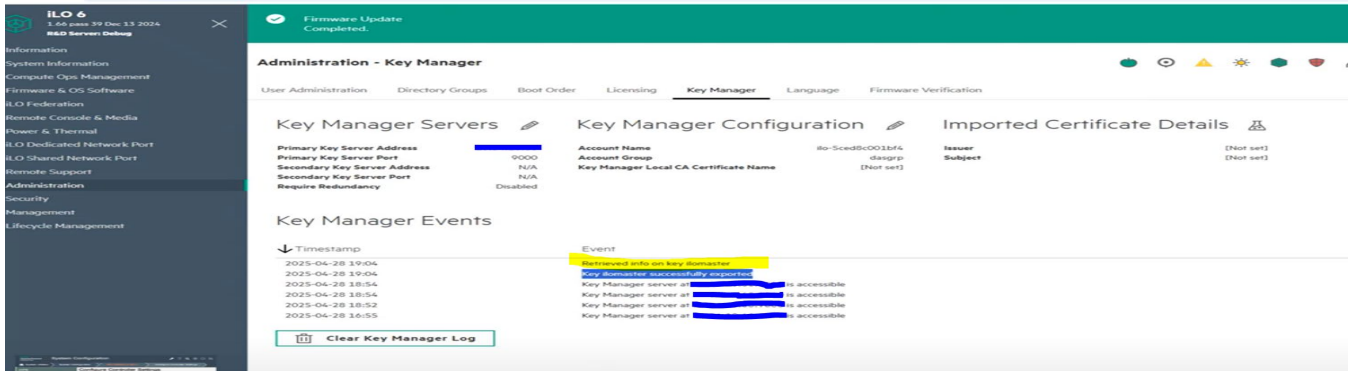 iLO 6
1.66 pass 39 Dec 13 2024
R&D Server: Debug
Firmware Update
Completed.
Information
System Information
Compute Ops Management
Firmware & OS Software
iLO Federation
Remote Console & Media
Power & Thermal
iLO Dedicated Network Port
iLO Shared Network Port
Remote Support
Administration
Security
Management
Lifecycle Management
Administration - Key Manager
User Administration Directory Groups Boot Order Licensing Key Manager Language Firmware Verification
Key Manager Servers
Primary Key Server Address
Primary Key Server Port 9000
Secondary Key Server Address N/A
Secondary Key Server Port N/A
Require Redundancy Disabled
Key Manager Configuration
Account Name ilo-5ced8c001bf4
Account Group dasgrp
Key Manager Local CA Certificate Name [Not set]
Imported Certificate Details
Issuer [Not set]
Subject [Not set]
Key Manager Events
Timestamp Event
2025-04-28 19:04 Retrieved info on key ilomaster
2025-04-28 19:04 Key ilomaster successfully exported
2025-04-28 18:54 Key Manager server at is accessible
2025-04-28 18:54 Key Manager server at is accessible
2025-04-28 18:52 Key Manager server at is accessible
2025-04-28 16:55 Key Manager server at is accessible
Clear Key Manager Log
System Configuration
Configure Controller Settings